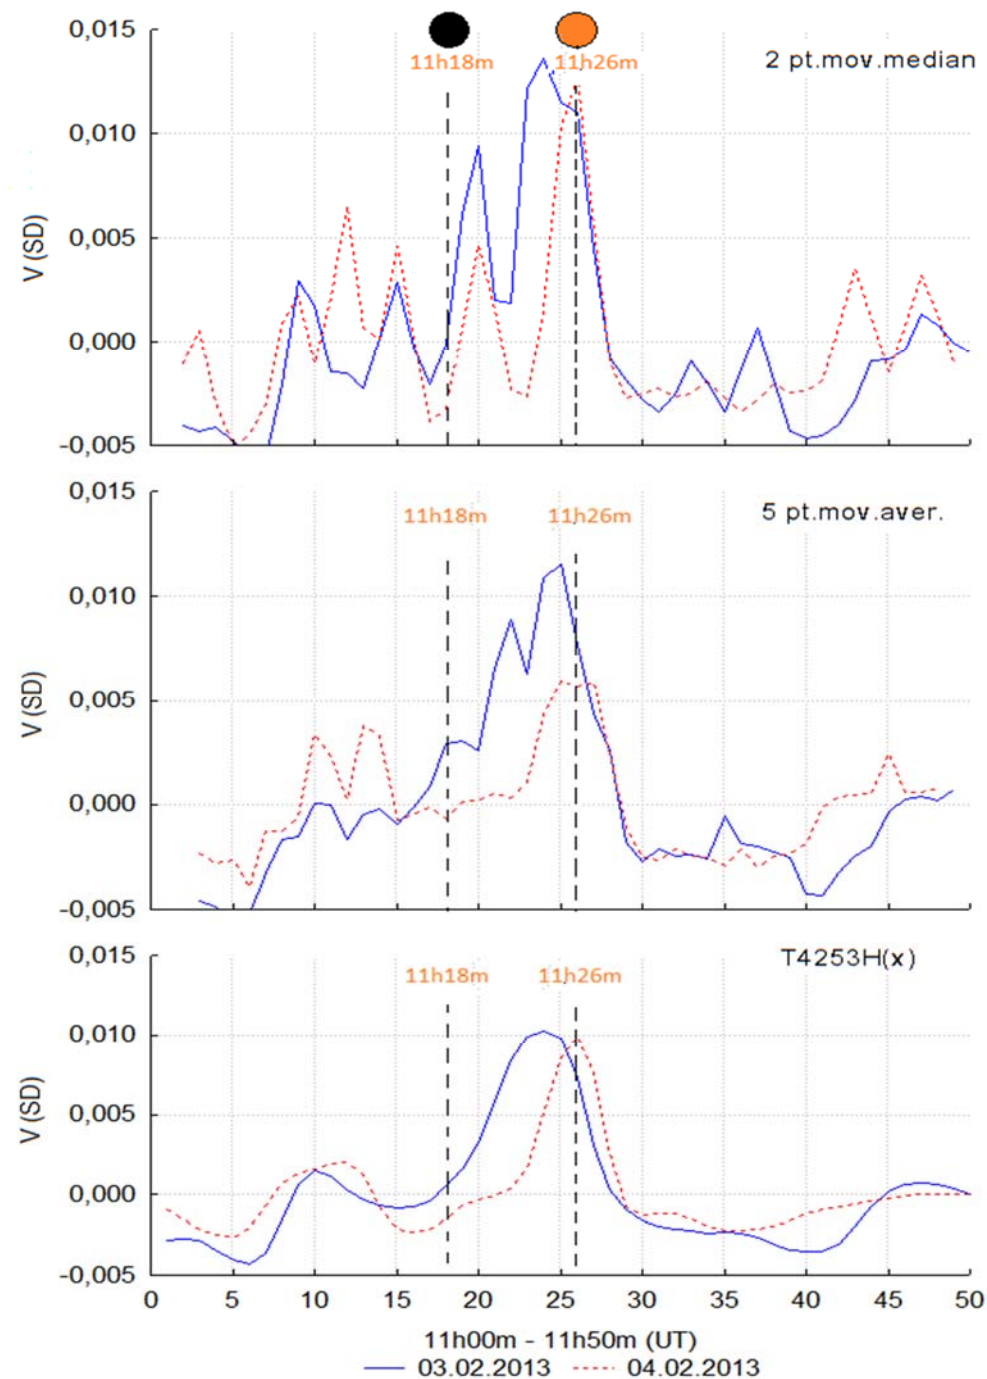 0,015
11h18m 11h26m 2 pt.mov.median
0,010
0,005
V (SD)
0,000
-0,005
0,015
11h18m 11h26m 5 pt.mov.aver.
0,010
0,005
V (SD)
0,000
-0,005
0,015
T4253H(x)
11h18m 11h26m
0,010
0,005
V (SD)
0,000
-0,005
0 5 10 15 20 25 30 35 40 45 50
11h00m - 11h50m (UT)
03.02.2013 04.02.2013